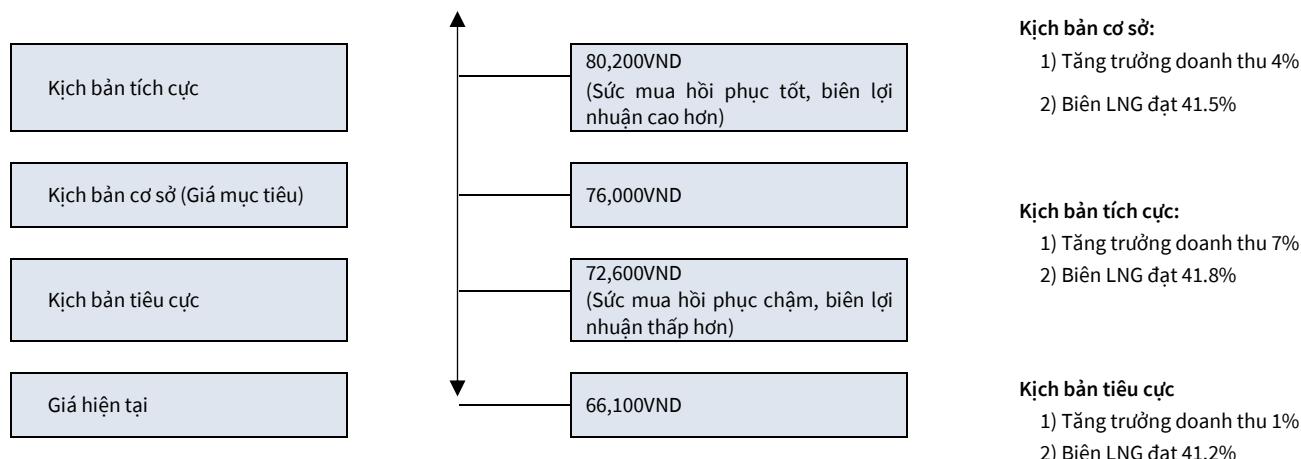 Kịch bản tích cực
80,200VND
(Sức mua hồi phục tốt, biên lợi
nhuận cao hơn)
Kịch bản cơ sở (Giá mục tiêu)
76,000VND
Kịch bản tiêu cực
72,600VND
(Sức mua hồi phục chậm, biên lợi
nhuận thấp hơn)
Giá hiện tại
66,100VND
Kịch bản cơ sở:
1) Tăng trưởng doanh thu 4%
2) Biên LNG đạt 41.5%
Kịch bản tích cực:
1) Tăng trưởng doanh thu 7%
2) Biên LNG đạt 41.8%
Kịch bản tiêu cực
1) Tăng trưởng doanh thu 1%
2) Biên LNG đạt 41.2%